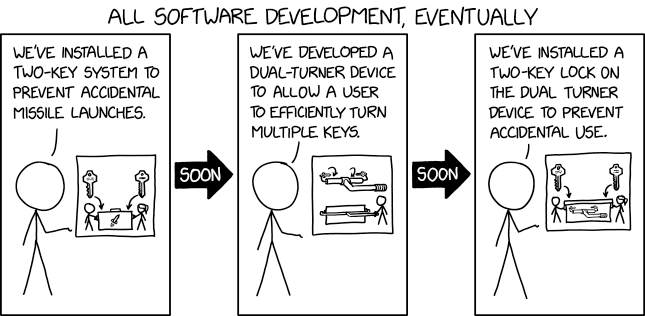 ALL SOFTWARE DEVELOPMENT, EVENTUALLY
WE'VE INSTALLED A
TWO-KEY SYSTEM TO
PREVENT ACCIDENTAL
MISSILE LAUNCHES.
SOON
WE'VE DEVELOPED A
DUAL-TURNER DEVICE
TO ALLOW A USER
TO EFFICIENTLY TURN
MULTIPLE KEYS.
SOON
WE'VE INSTALLED A
TWO-KEY LOCK ON
THE DUAL TURNER
DEVICE TO PREVENT
ACCIDENTAL USE.